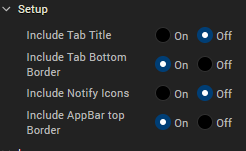 Setup
Include Tab Title On Off
Include Tab Bottom
Border On Off
Include Notify Icons On Off
Include AppBar top
Border On Off